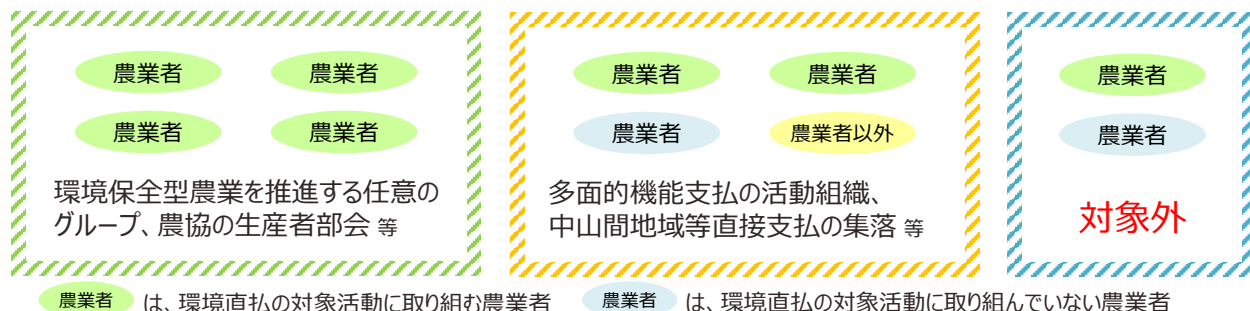 農業者
農業者
農業者
農業者
環境保全型農業を推進する任意の
グループ、農協の生産者部会 等
農業者
農業者
農業者
農業者以外
多面的機能支払の活動組織、
中山間地域等直接支払の集落 等
農業者
農業者
対象外
農業者 は、環境直払の対象活動に取り組む農業者
農業者 は、環境直払の対象活動に取り組んでいない農業者